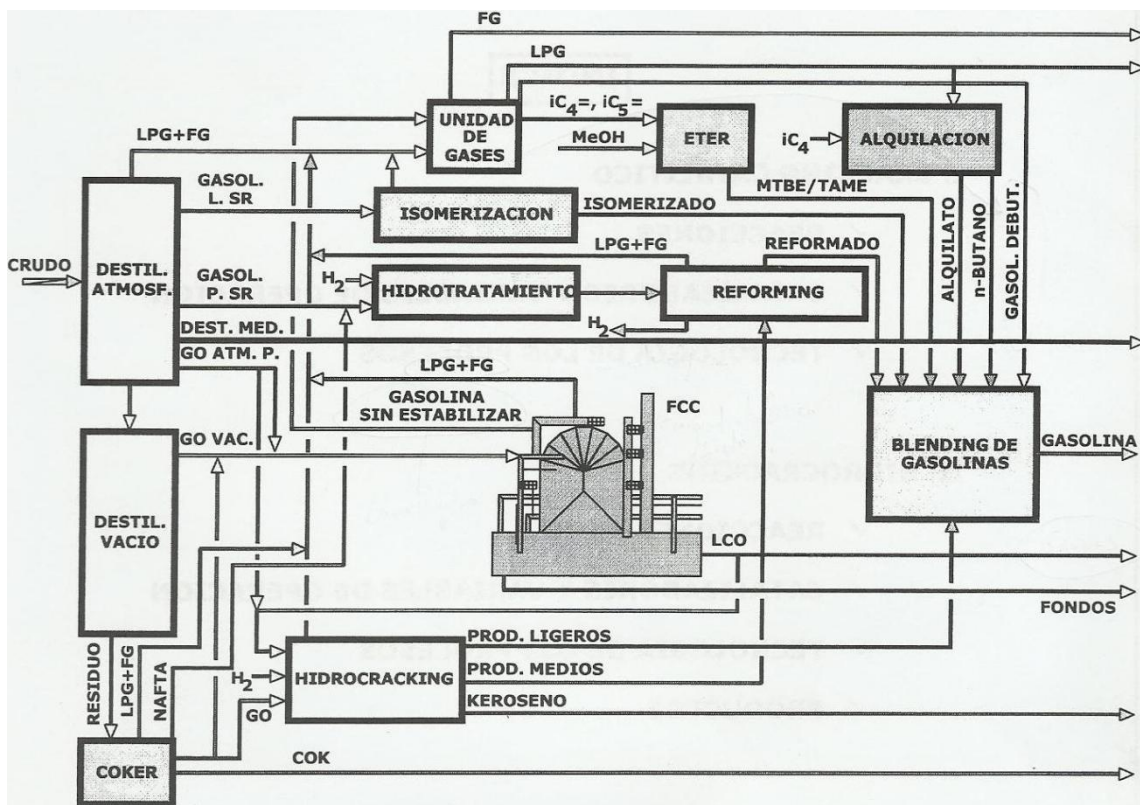 FG
LPG
iC4=, iC5=
MeOH
UNIDAD
DE
GASES
ETER
iC4
ALQUILACION
LPG+FG
GASOL.
L. SR
ISOMERIZACION
ISOMERIZADO
MTBE/TAME
CRUDO
DESTIL.
ATMOSF.
GASOL.
P. SR
H2
HIDROTRATAMIENTO
LPG+FG
REFORMADO
REFORMING
H2
ALQUILATO
n-BUTANO
GASOL. DEBUT.
DEST. MED.
GO ATM. P.
LPG+FG
GASOLINA
SIN ESTABILIZAR
FCC
GO VAC.
DESTIL.
VACIO
BLENDING DE
GASOLINAS
GASOLINA
LCO
FONDOS
RESIDUO
LPG+FG
NAFTA
H2
GO
HIDROCRACKING
PROD. LIGEROS
PROD. MEDIOS
KEROSENO
COKER
COK